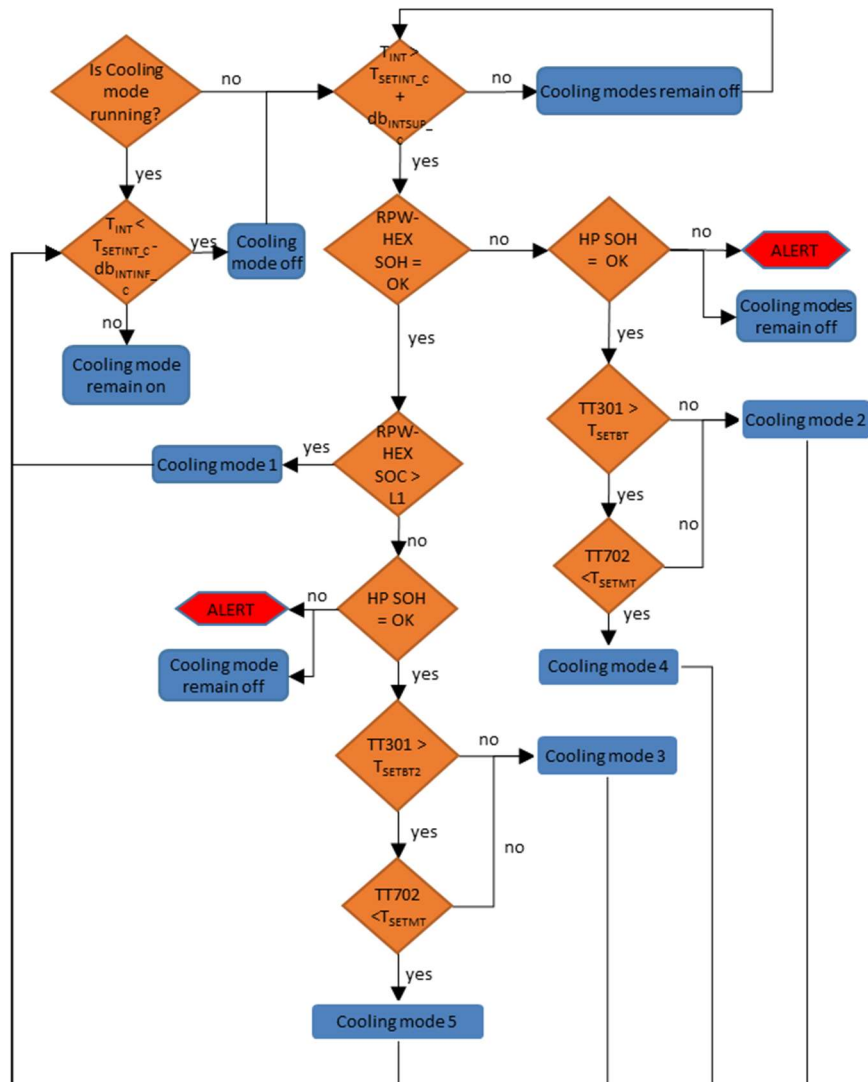 Is Cooling
mode
running?
no
yes
T_INT >
T_SETINT_C
+
db_INTSUP_
C
no
Cooling modes remain off
yes
T_INT <
T_SETINT_C-
db_INTINF_
C
yes
Cooling
mode off
no
Cooling mode
remain on
RPW-
HEX
SOH =
OK
no
HP SOH
= OK
no
ALERT
Cooling modes
remain off
yes
yes
TT301 >
T_SETBT
no
Cooling mode 2
yes
no
TT702
<T_SETMT
yes
Cooling mode 4
RPW-
HEX
SOC >
L1
yes
Cooling mode 1
no
HP SOH
= OK
no
ALERT
Cooling mode
remain off
yes
TT301 >
T_SETBT2
no
Cooling mode 3
yes
no
TT702
<T_SETMT
yes
Cooling mode 5